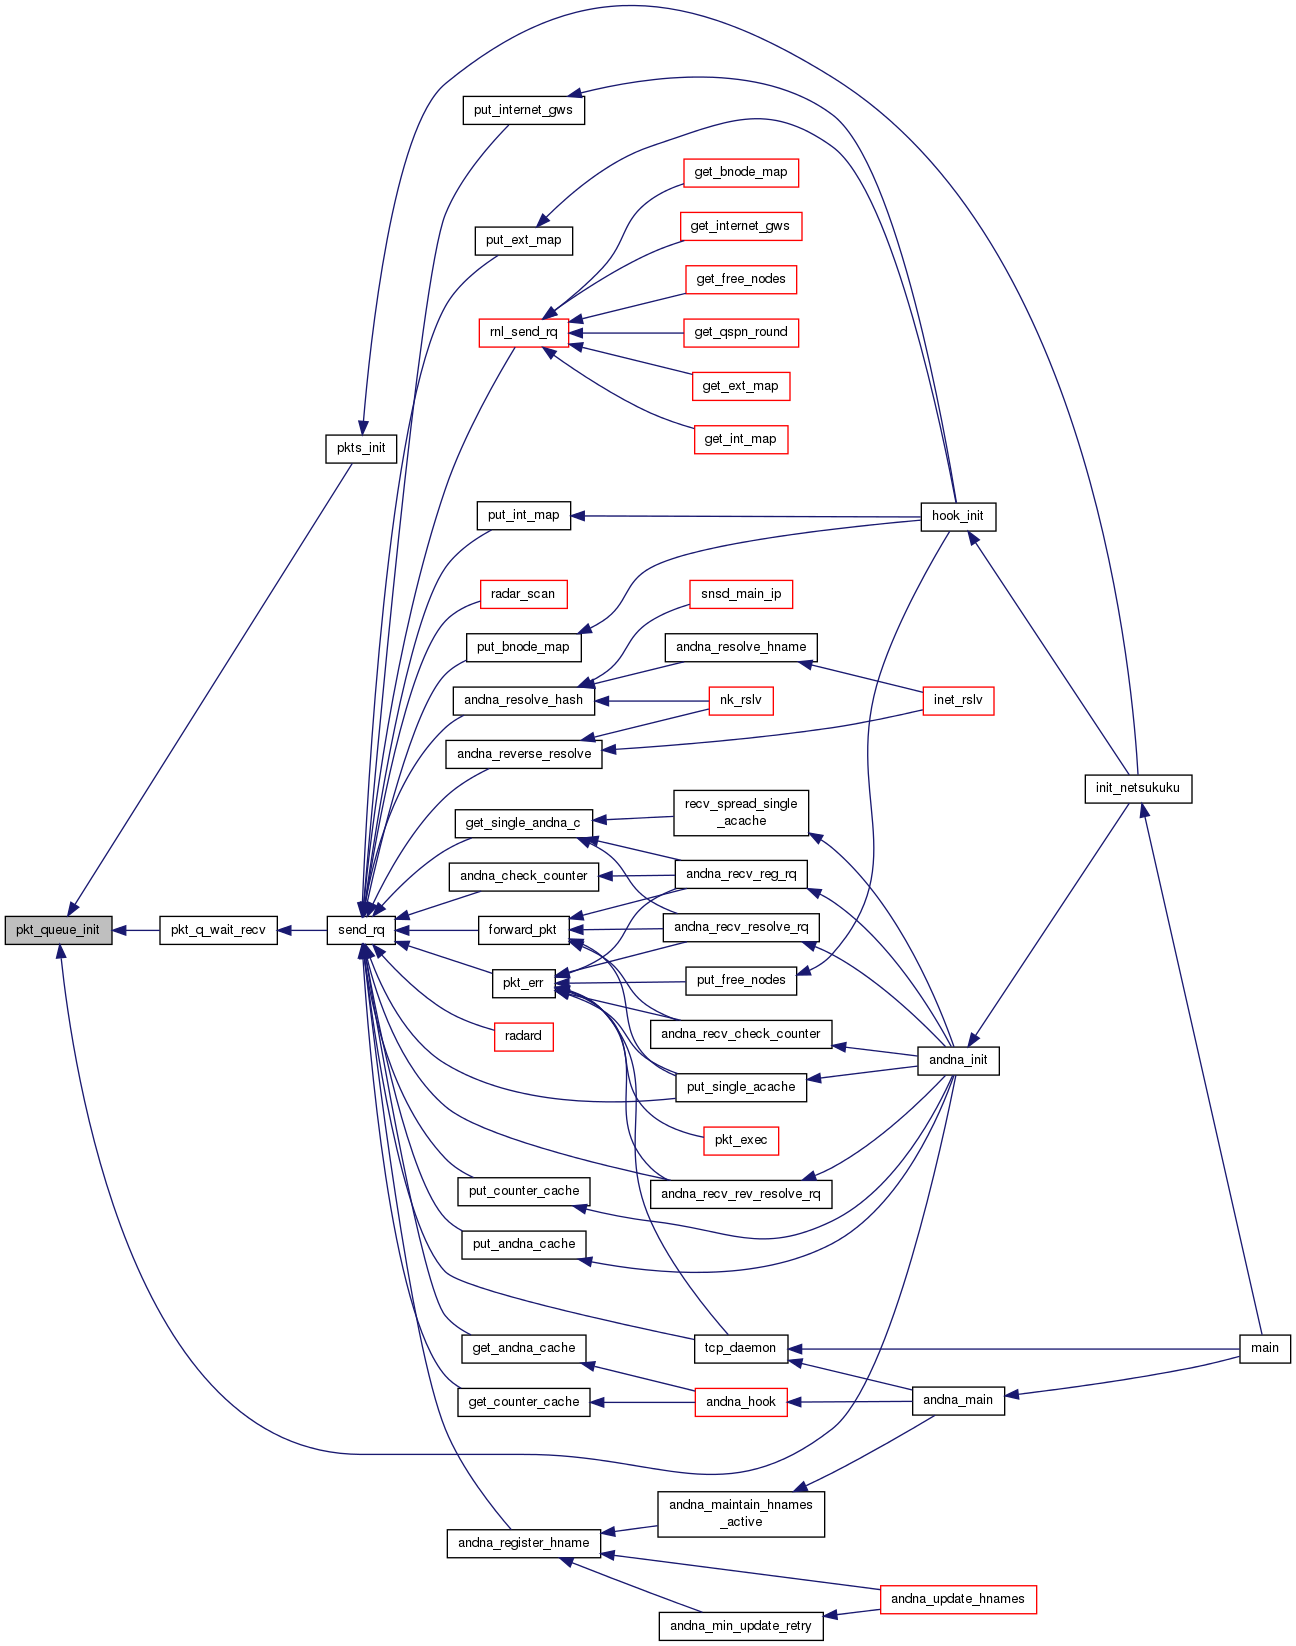 put_internet_gws
get_bnode_map
get_internet_gws
put_ext_map
get_free_nodes
rnl_send_rq
get_qspn_round
get_ext_map
get_int_map
pkts_init
put_int_map
hook_init
radar_scan
snsd_main_ip
put_bnode_map
andna_resolve_hname
andna_resolve_hash
nk_rslv
inet_rslv
andna_reverse_resolve
init_netsukuku
recv_spread_single
_acache
get_single_andna_c
andna_check_counter
andna_recv_reg_rq
pkt_queue_init
pkt_q_wait_recv
send_rq
forward_pkt
andna_recv_resolve_rq
pkt_err
put_free_nodes
radard
andna_recv_check_counter
andna_init
put_single_acache
pkt_exec
put_counter_cache
andna_recv_rev_resolve_rq
put_andna_cache
get_andna_cache
tcp_daemon
main
get_counter_cache
andna_hook
andna_main
andna_maintain_hnames
_active
andna_register_hname
andna_update_hnames
andna_min_update_retry